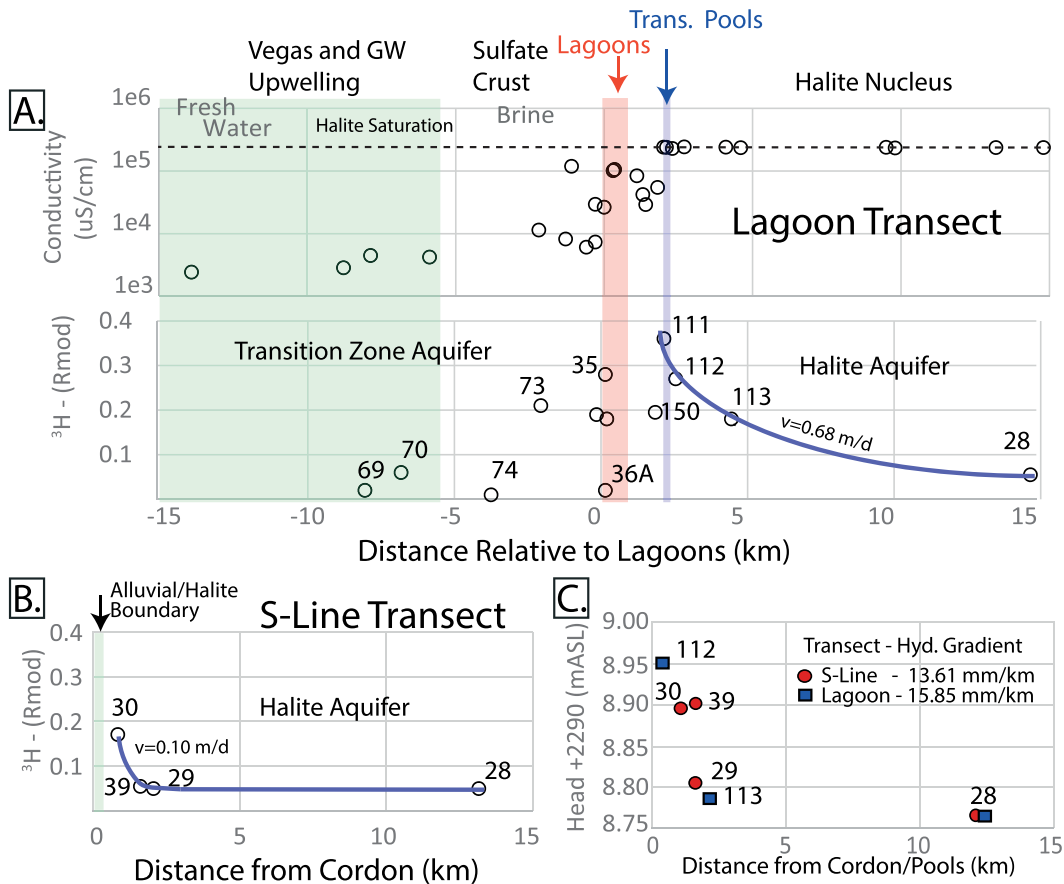 Trans. Pools
Vegas and GW
Upwelling
Sulfate
Crust
Lagoons
Halite Nucleus
A.
1e6
1e5
1e4
1e3
Conductivity
(uS/cm)
Fresh
Water
Halite Saturation
Brine
Lagoon Transect
0.4
0.3
0.2
0.1
³H - (Rmod)
Transition Zone Aquifer
Halite Aquifer
111
35
112
73
150
113
v=0.68 m/d
28
70
69
74
36A
-15
-10
-5
0
5
10
15
Distance Relative to Lagoons (km)
B.
Alluvial/Halite
Boundary
S-Line Transect
0.4
0.3
0.2
0.1
³H - (Rmod)
30
Halite Aquifer
v=0.10 m/d
39
29
28
0
5
10
15
Distance from Cordon (km)
C.
9.00
8.95
8.90
8.85
8.80
8.75
Head +2290 (mASL)
Transect - Hyd. Gradient
S-Line - 13.61 mm/km
Lagoon - 15.85 mm/km
112
30
39
29
113
28
0
5
10
15
Distance from Cordon/Pools (km)